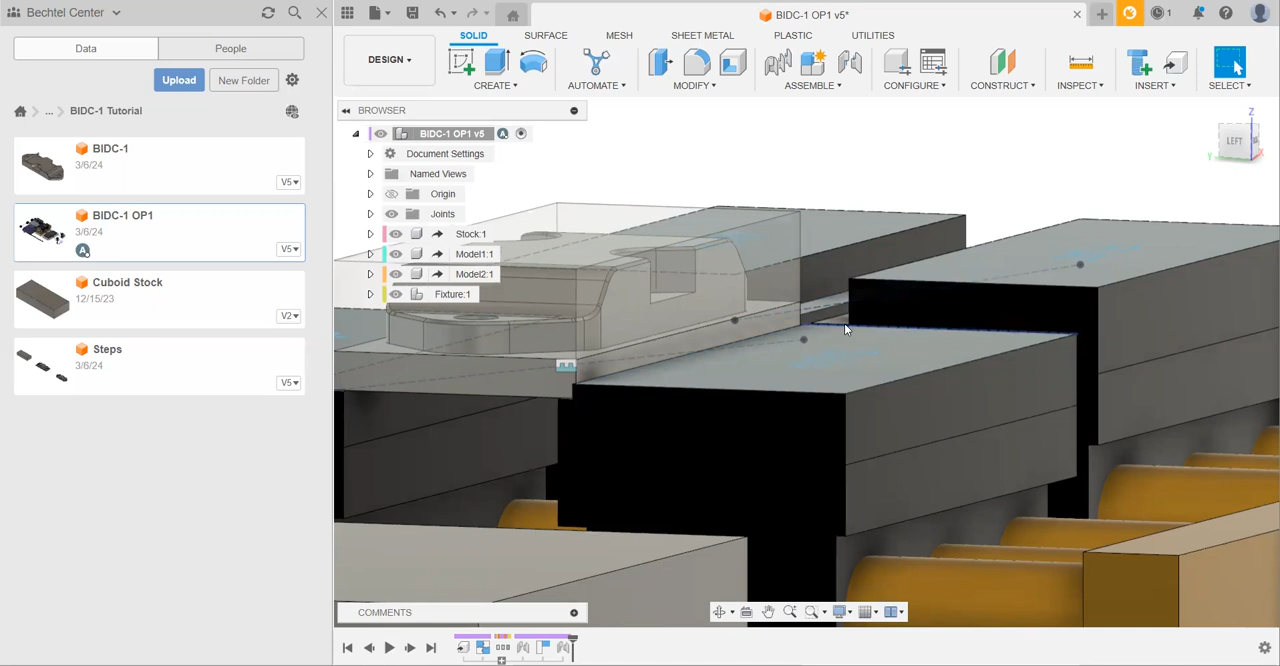 Bechtel Center
Data
People
Upload
New Folder
... BIDC-1 Tutorial
BIDC-1
3/6/24
V5
BIDC-1 OP1
3/6/24
A
V5
Cuboid Stock
12/15/23
V2
Steps
3/6/24
V5
BIDC-1 OP1 v5*
1
DESIGN
SOLID
SURFACE
MESH
SHEET METAL
PLASTIC
UTILITIES
CREATE
AUTOMATE
MODIFY
ASSEMBLE
CONFIGURE
CONSTRUCT
INSPECT
INSERT
SELECT
BROWSER
BIDC-1 OP1 v5
A
Document Settings
Named Views
Origin
Joints
Stock:1
Model1:1
Model2:1
Fixture:1
Z
LEFT
Y
X
COMMENTS